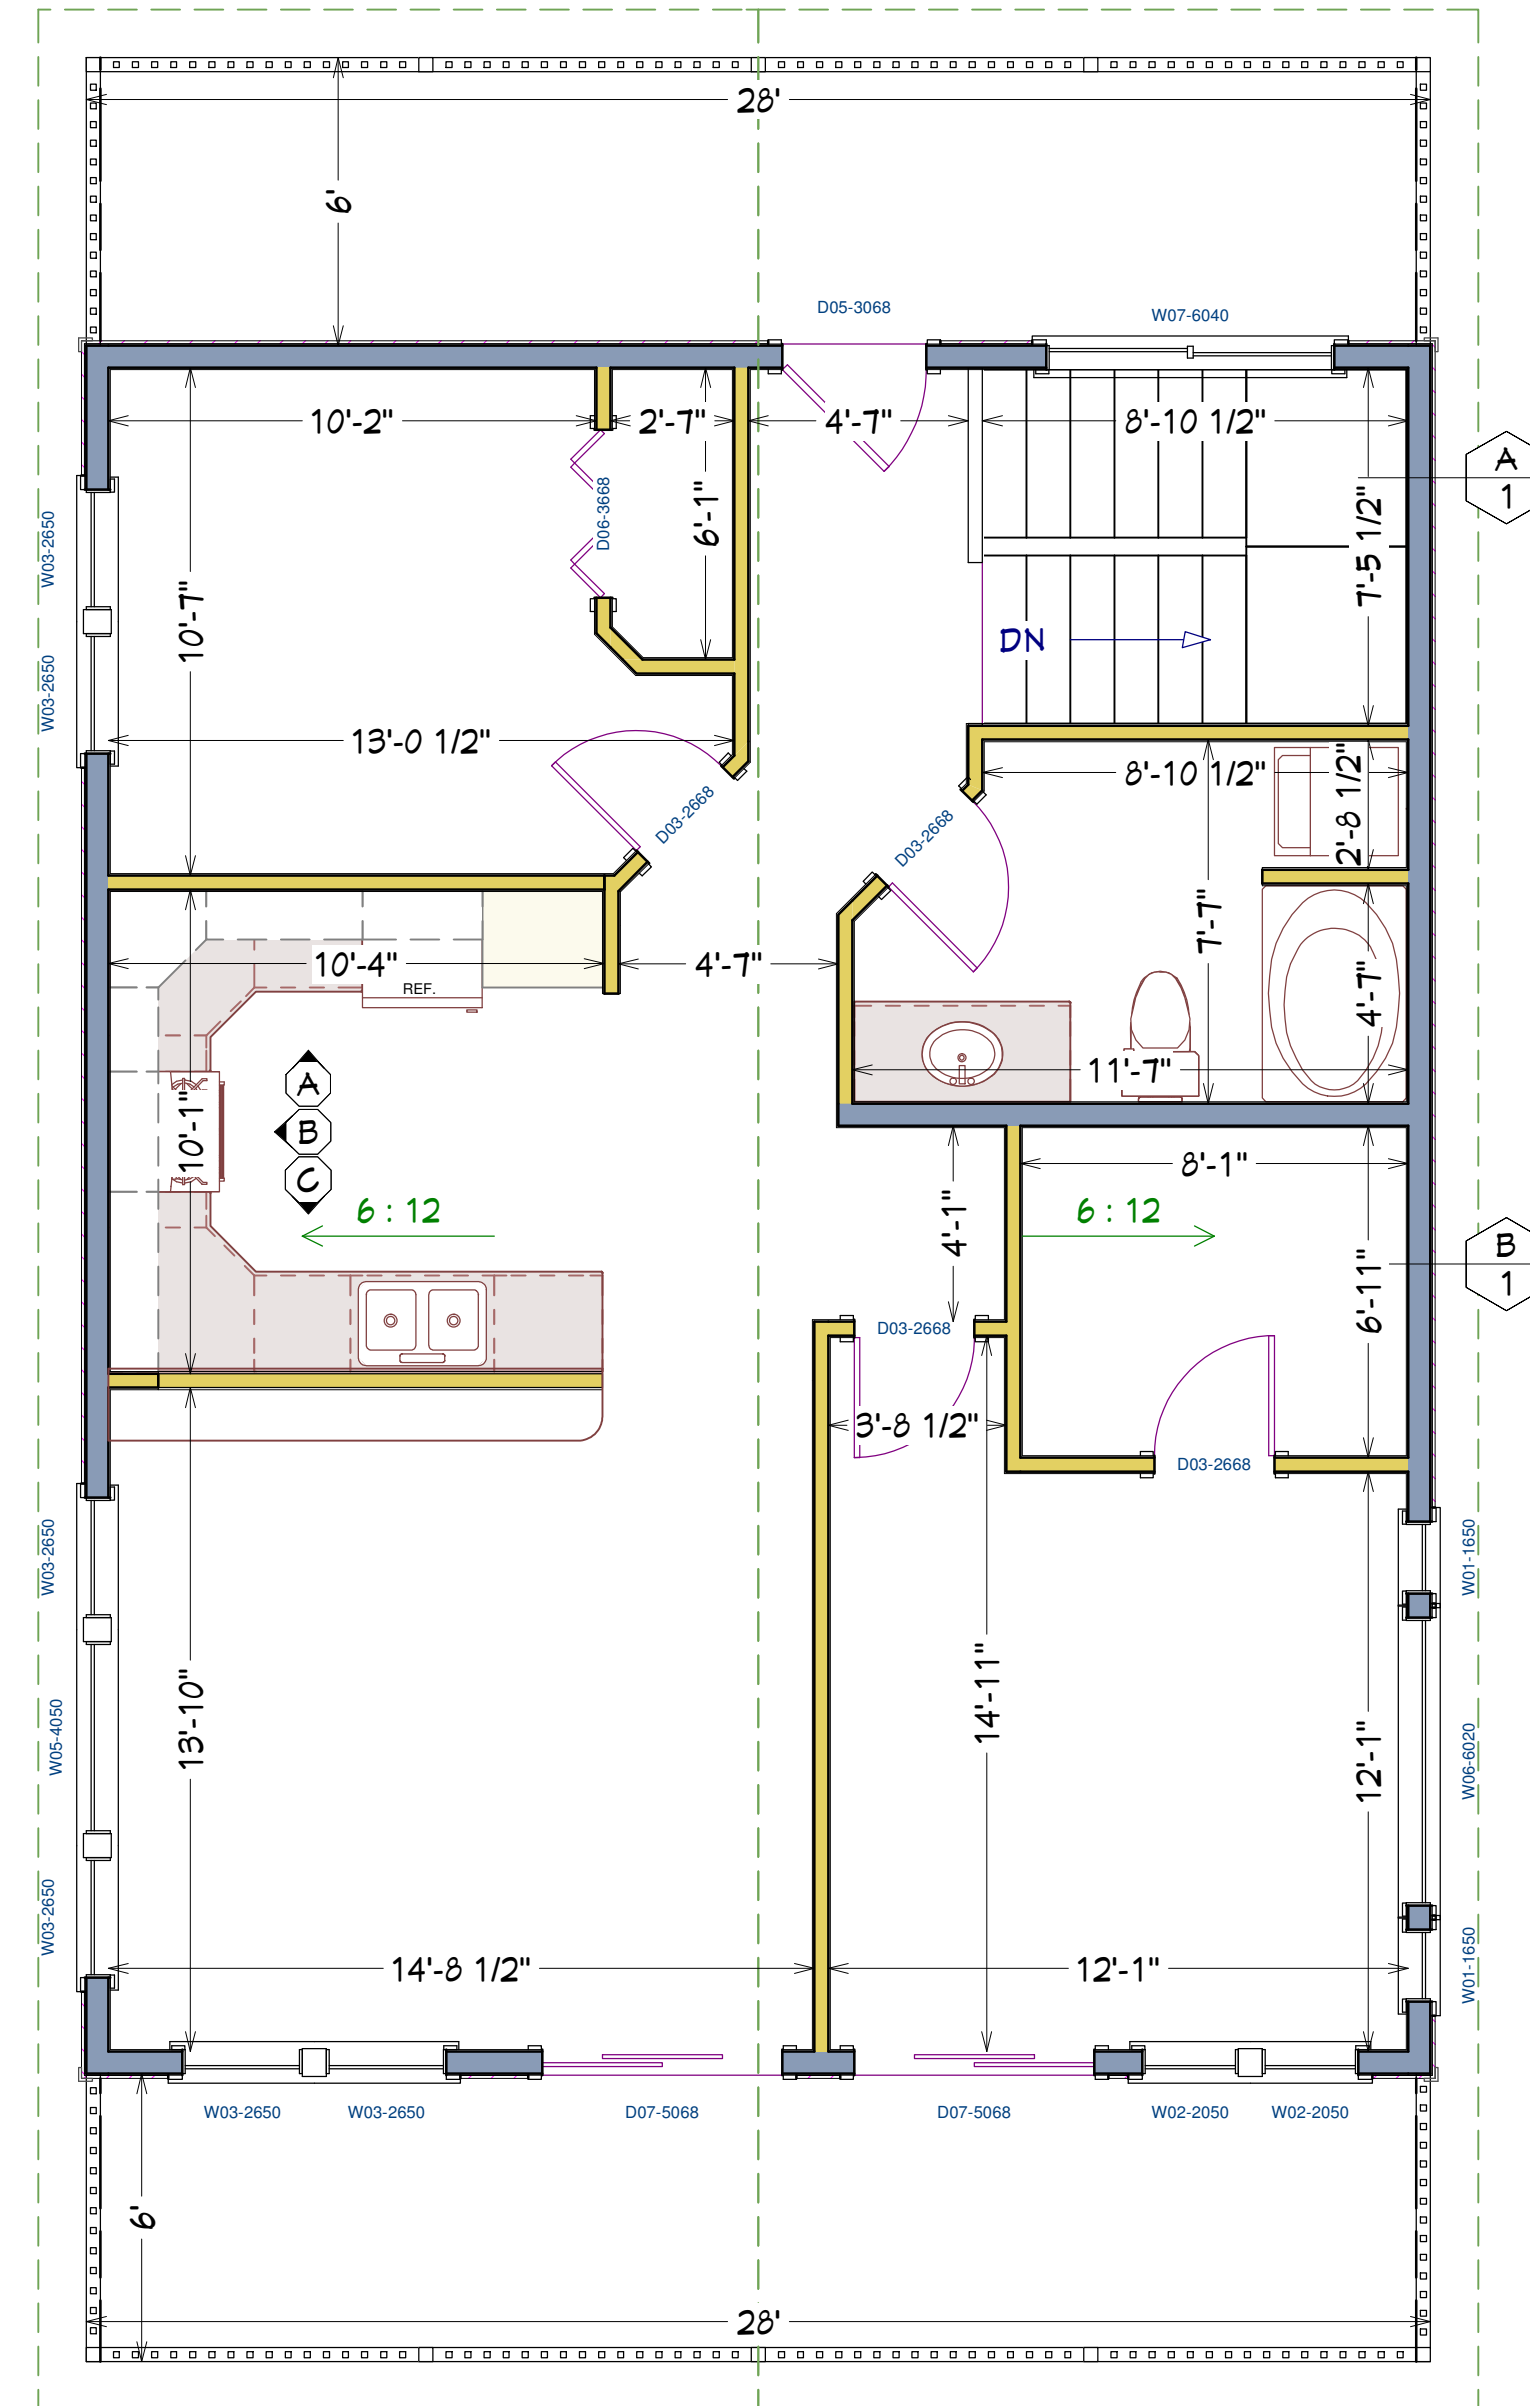 28'
6'
D05-3068
W07-6040
10'-2"
2'-7"
4'-7"
8'-10 1/2"
A
1
W03-2650
D06-3668
6'-1"
7'-5 1/2"
10'-7"
DN
W03-2650
13'-0 1/2"
8'-10 1/2"
2'-8 1/2"
D03-2668
D03-2668
7'-7"
10'-4"
4'-7"
4'-7"
REF.
A
11'-7"
10'-1"
B
C
8'-1"
4'-1"
6 : 12
6 : 12
B
1
6'-11"
D03-2668
3'-8 1/2"
D03-2668
W03-2650
W01-1650
13'-10"
14'-11"
W05-4050
12'-1"
W06-6020
W03-2650
14'-8 1/2"
12'-1"
W01-1650
W03-2650
W03-2650
D07-5068
D07-5068
W02-2050
W02-2050
6'
28'